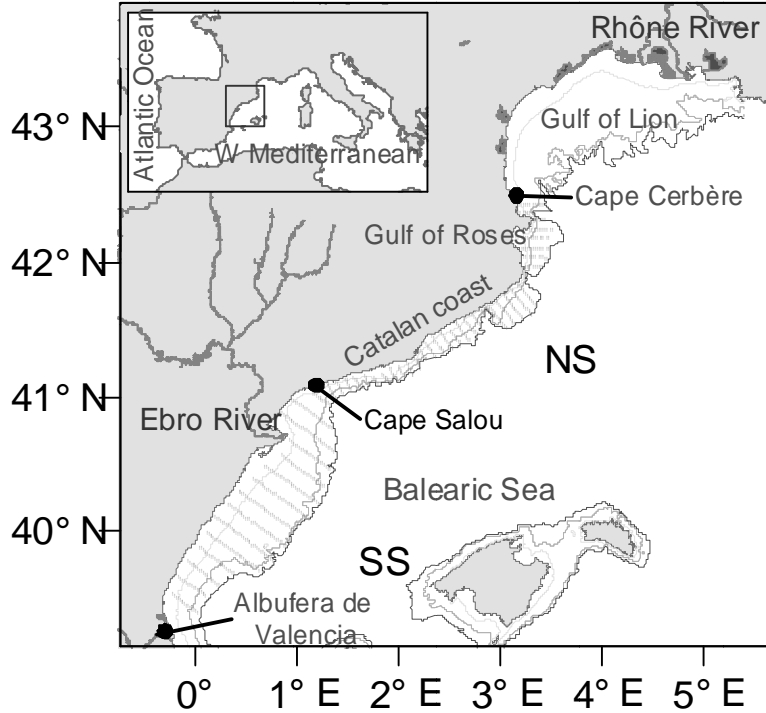 Rhône River
Atlantic Ocean
43° N
Gulf of Lion
W Mediterranean
Cape Cerbère
Gulf of Roses
42° N
Catalan coast
NS
41° N
Ebro River
Cape Salou
Balearic Sea
40° N
SS
Albufera de
Valencia
0°
1° E
2° E
3° E
4° E
5° E